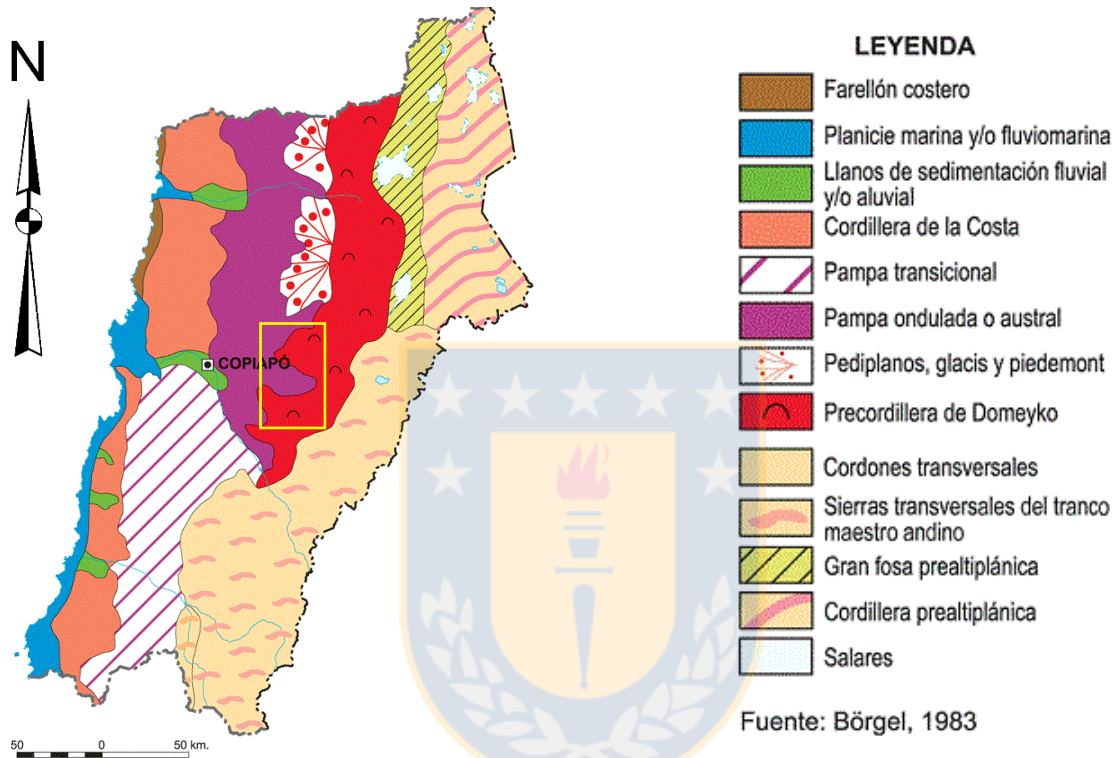 N
COPIAPÓ
50 0 50 km.
LEYENDA
Farellón costero
Planicie marina y/o fluviomarina
Llanos de sedimentación fluvial
y/o aluvial
Cordillera de la Costa
Pampa transicional
Pampa ondulada o austral
Pediplanos, glacis y piedemont
Precordillera de Domeyko
Cordones transversales
Sierras transversales del tranco
maestro andino
Gran fosa prealtiplánica
Cordillera prealtiplánica
Salares
Fuente: Börgel, 1983